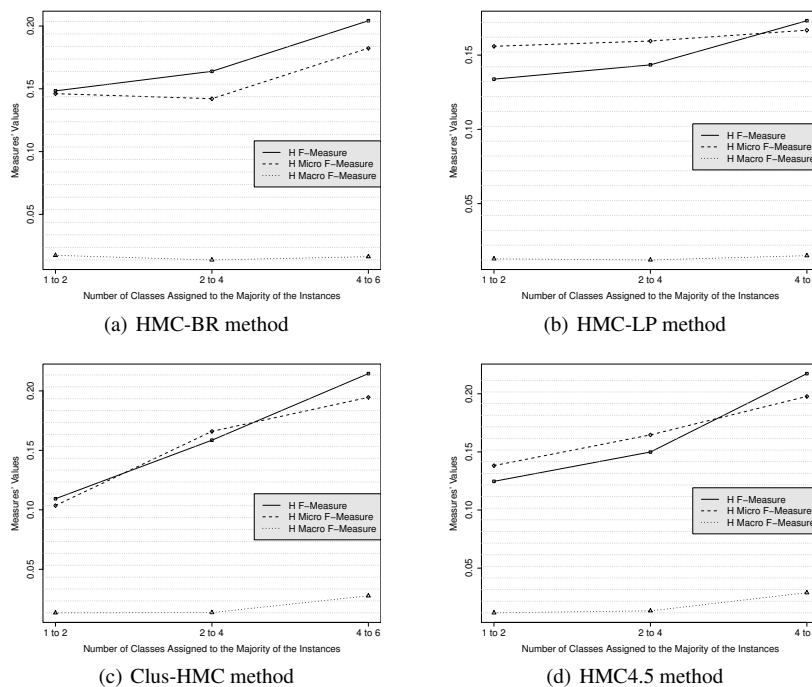 0.20
0.15
0.10
0.05
Measures' Values
H F−Measure
H Micro F−Measure
H Macro F−Measure
1 to 2
2 to 4
4 to 6
Number of Classes Assigned to the Majority of the Instances
(a) HMC-BR method
0.15
0.10
0.05
Measures' Values
H F−Measure
H Micro F−Measure
H Macro F−Measure
1 to 2
2 to 4
4 to
Number of Classes Assigned to the Majority of the Instances
(b) HMC-LP method
0.20
0.15
0.10
0.05
Measures' Values
H F−Measure
H Micro F−Measure
H Macro F−Measure
1 to 2
2 to 4
4 to 6
Number of Classes Assigned to the Majority of the Instances
(c) Clus-HMC method
0.20
0.15
0.10
0.05
Measures' Values
H F−Measure
H Micro F−Measure
H Macro F−Measure
1 to 2
2 to 4
4 to
Number of Classes Assigned to the Majority of the Instances
(d) HMC4.5 method